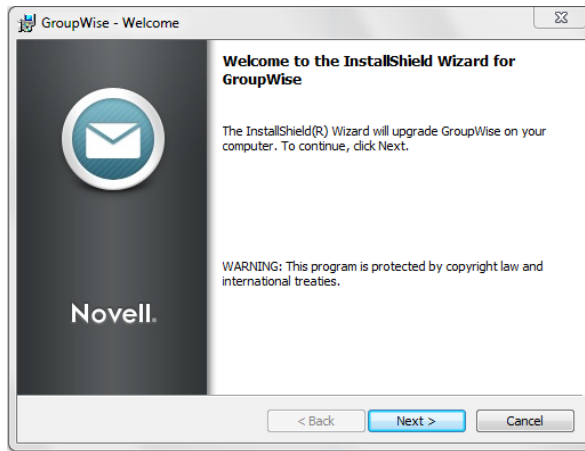 GroupWise - Welcome
Welcome to the InstallShield Wizard for
GroupWise
The InstallShield(R) Wizard will upgrade GroupWise on your
computer. To continue, click Next.
WARNING: This program is protected by copyright law and
international treaties.
Novell.
< Back Next > Cancel